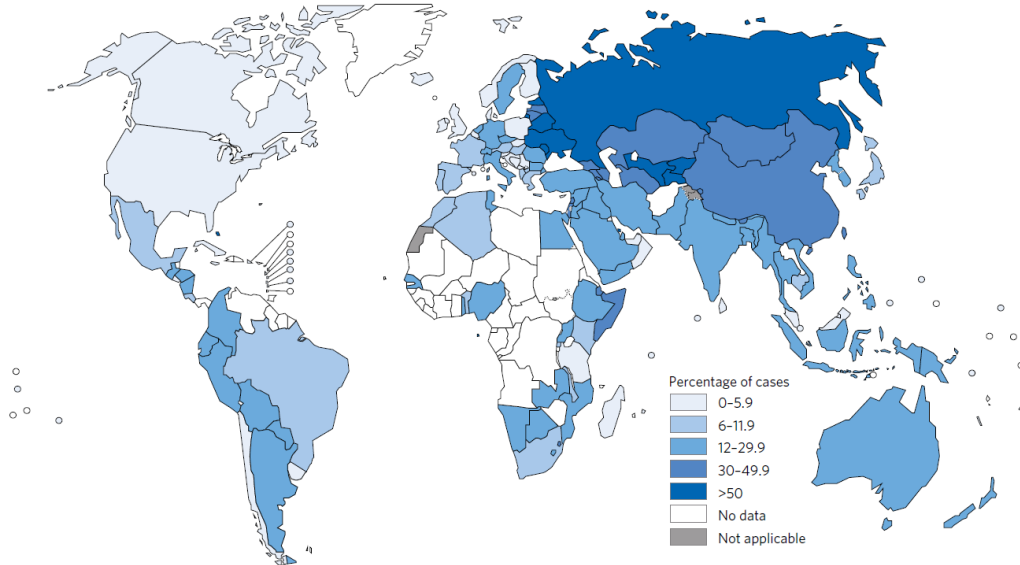 Percentage of cases
0–5.9
6–11.9
12–29.9
30–49.9
>50
No data
Not applicable